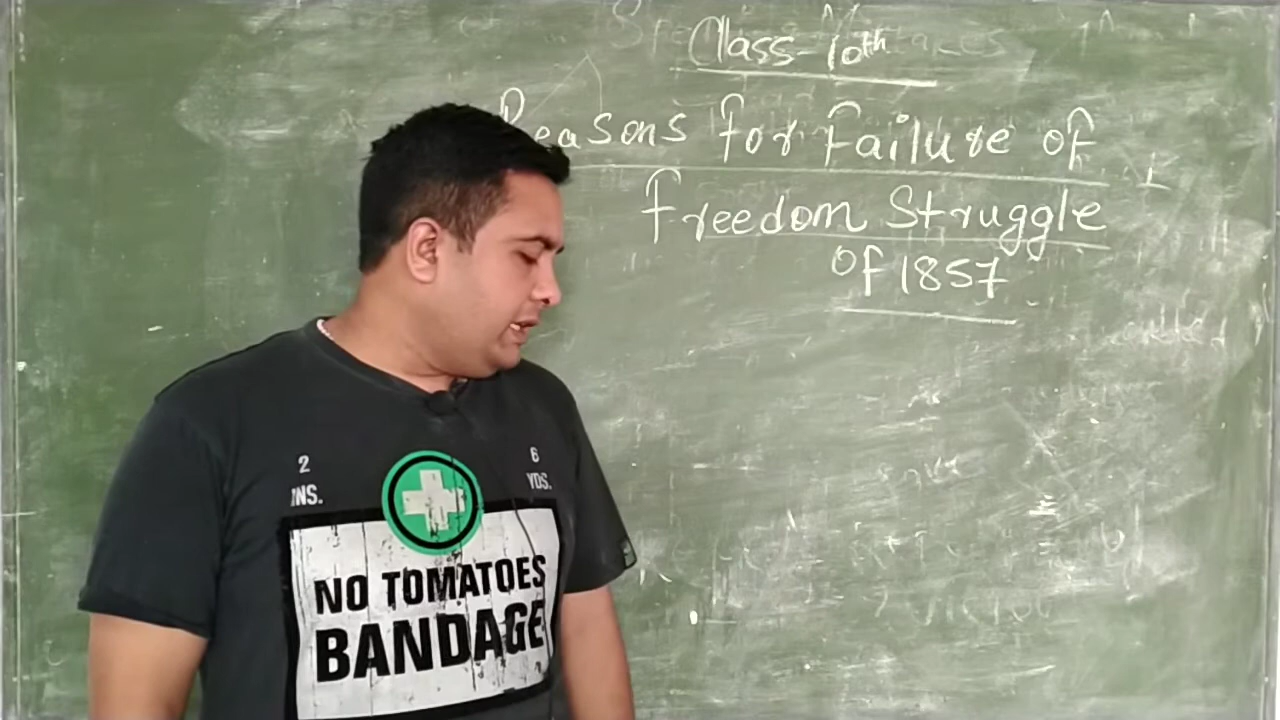 Class-10th
Reasons for Failure of
Freedom Struggle
Of 1857
2
INS.
6
YDS.
NO TOMATOES
BANDAGE